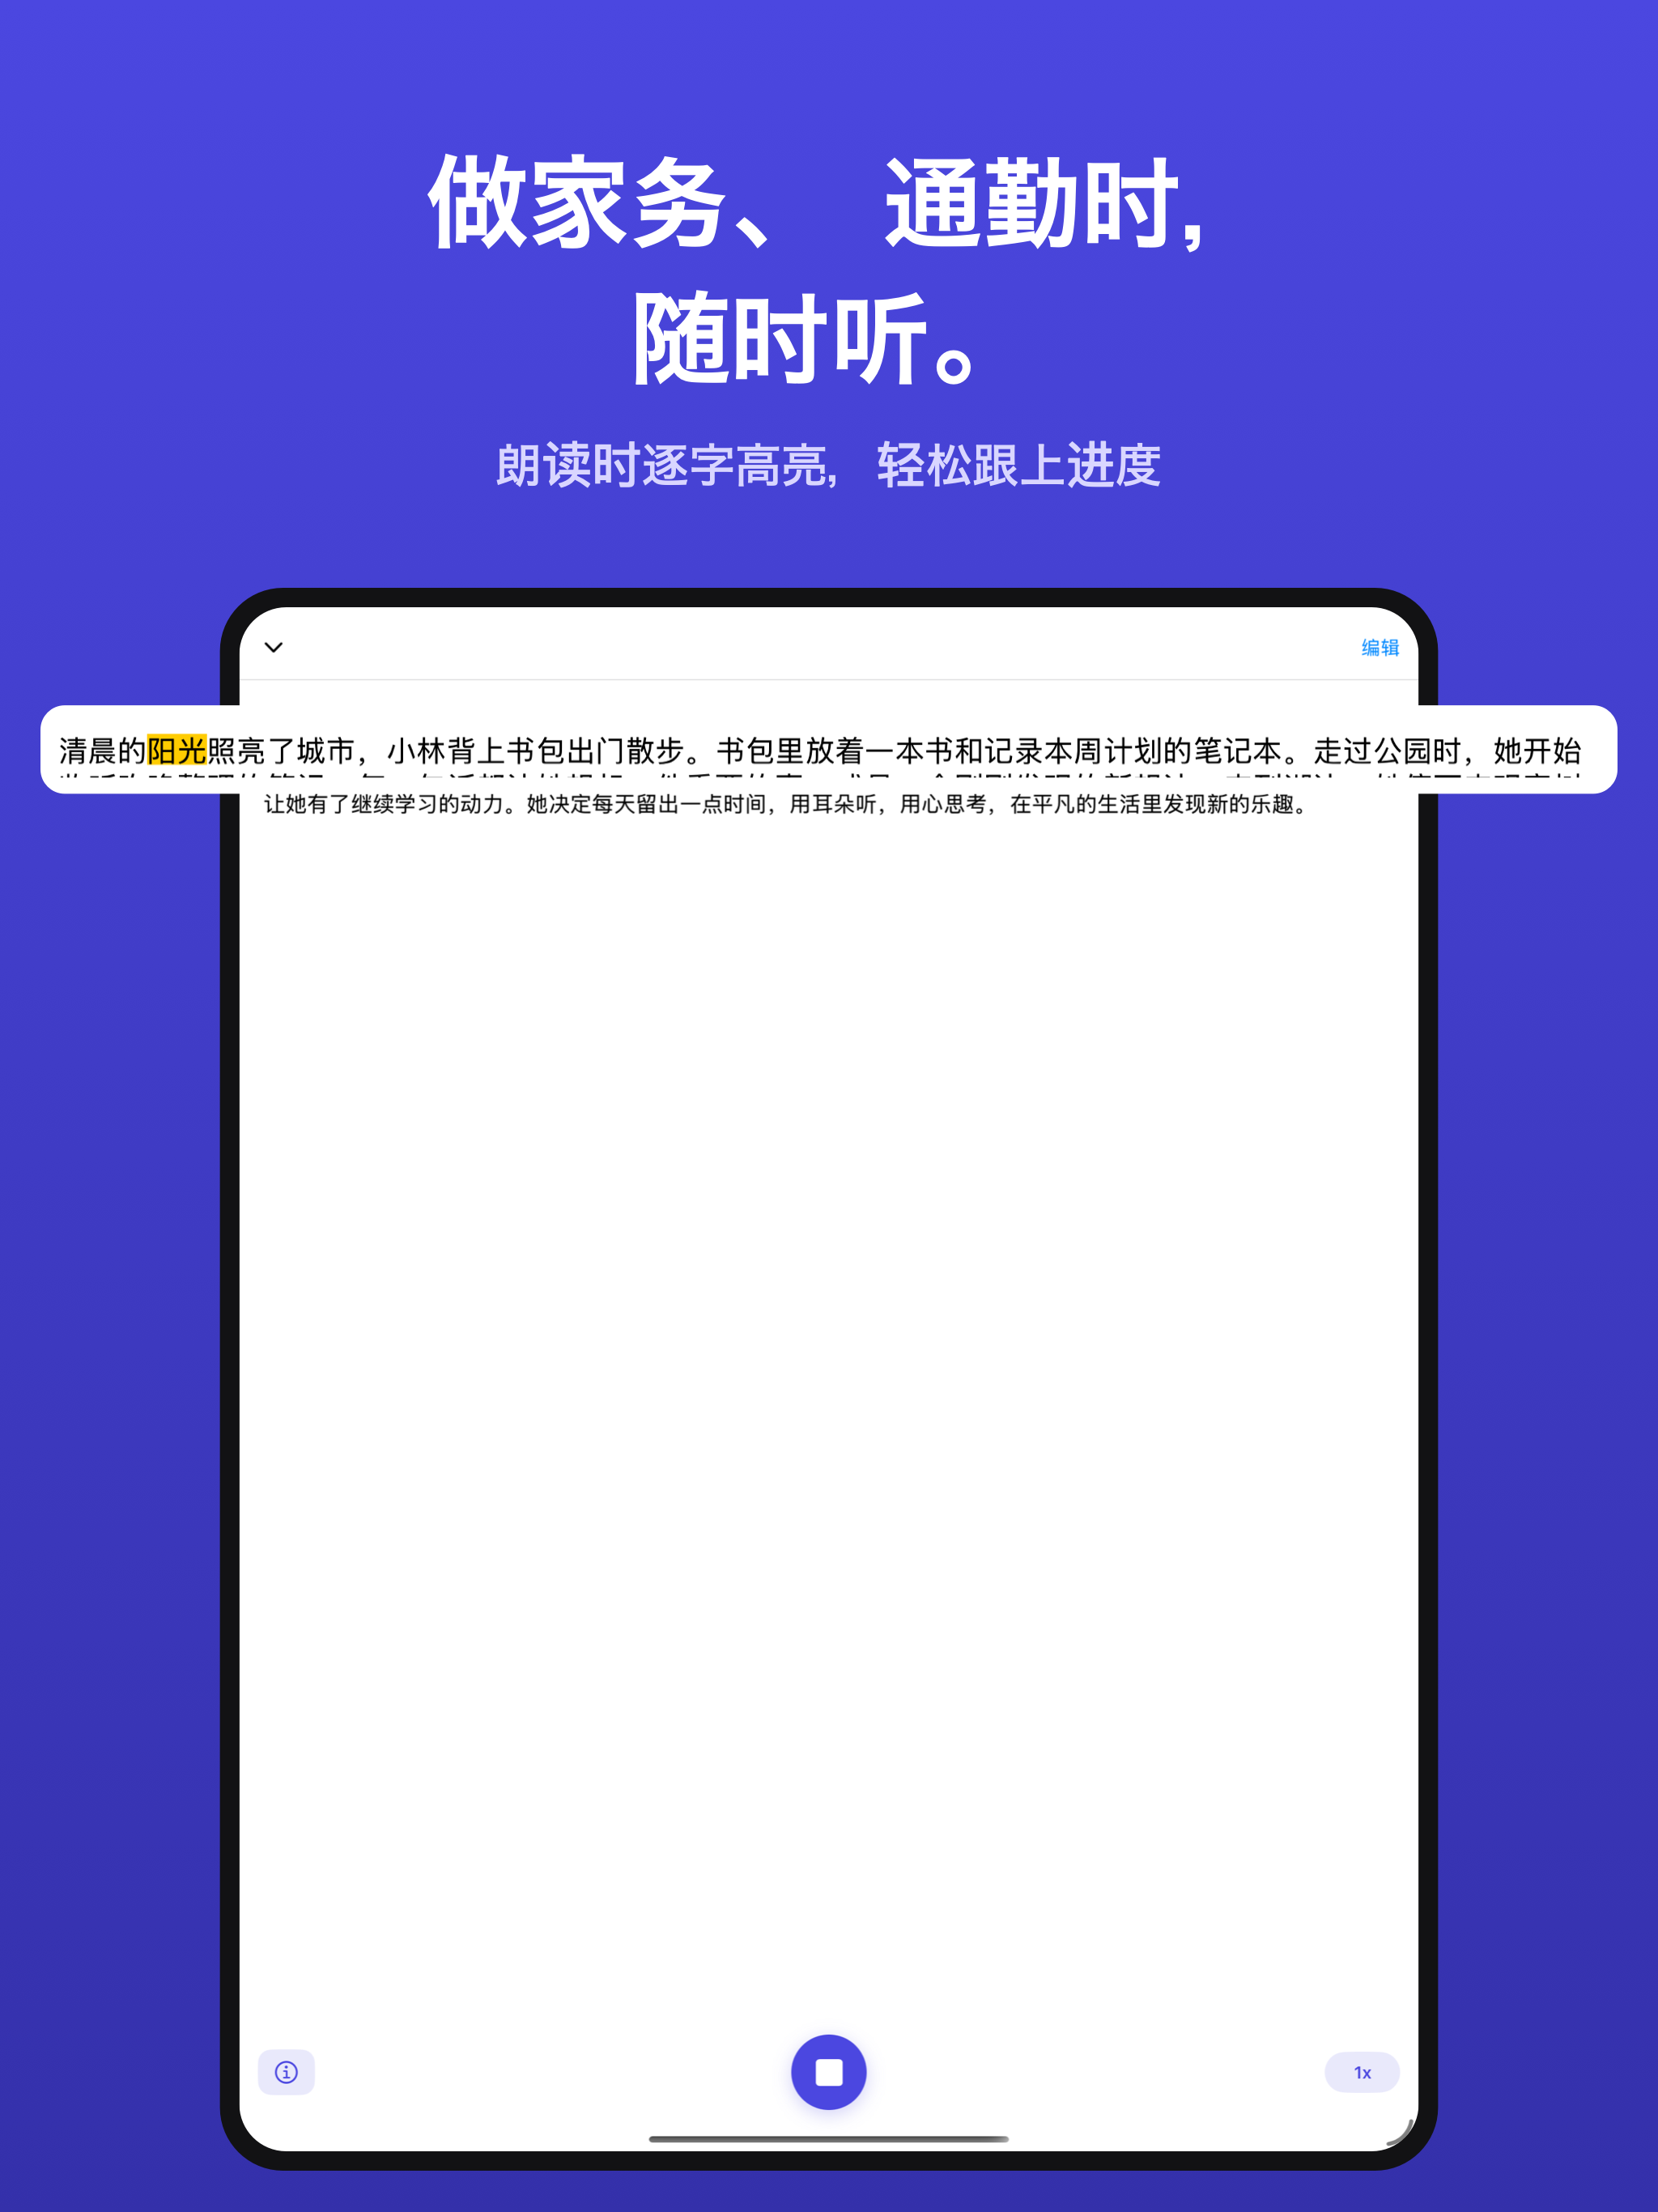 做家务、 通勤时,
随时听。
朗读时逐字高亮, 轻松跟上进度
编辑
清晨的阳光照亮了城市，小林背上书包出门散步。书包里放着一本书和记录本周计划的笔记本。走过公园时，她开始
让她有了继续学习的动力。她决定每天留出一点时间，用耳朵听，用心思考，在平凡的生活里发现新的乐趣。
1x